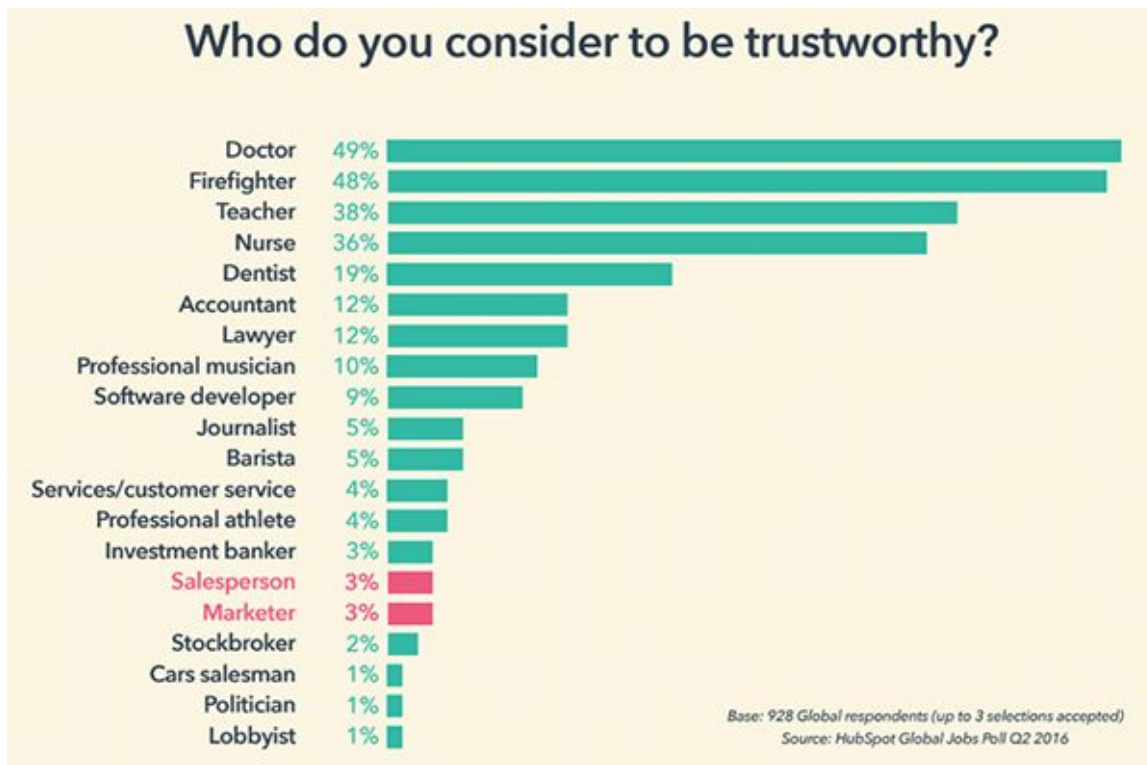 Who do you consider to be trustworthy?
Doctor 49%
Firefighter 48%
Teacher 38%
Nurse 36%
Dentist 19%
Accountant 12%
Lawyer 12%
Professional musician 10%
Software developer 9%
Journalist 5%
Barista 5%
Services/customer service 4%
Professional athlete 4%
Investment banker 3%
Salesperson 3%
Marketer 3%
Stockbroker 2%
Cars salesman 1%
Politician 1%
Lobbyist 1%
Base: 928 Global respondents (up to 3 selections accepted)
Source: HubSpot Global Jobs Poll Q2 2016